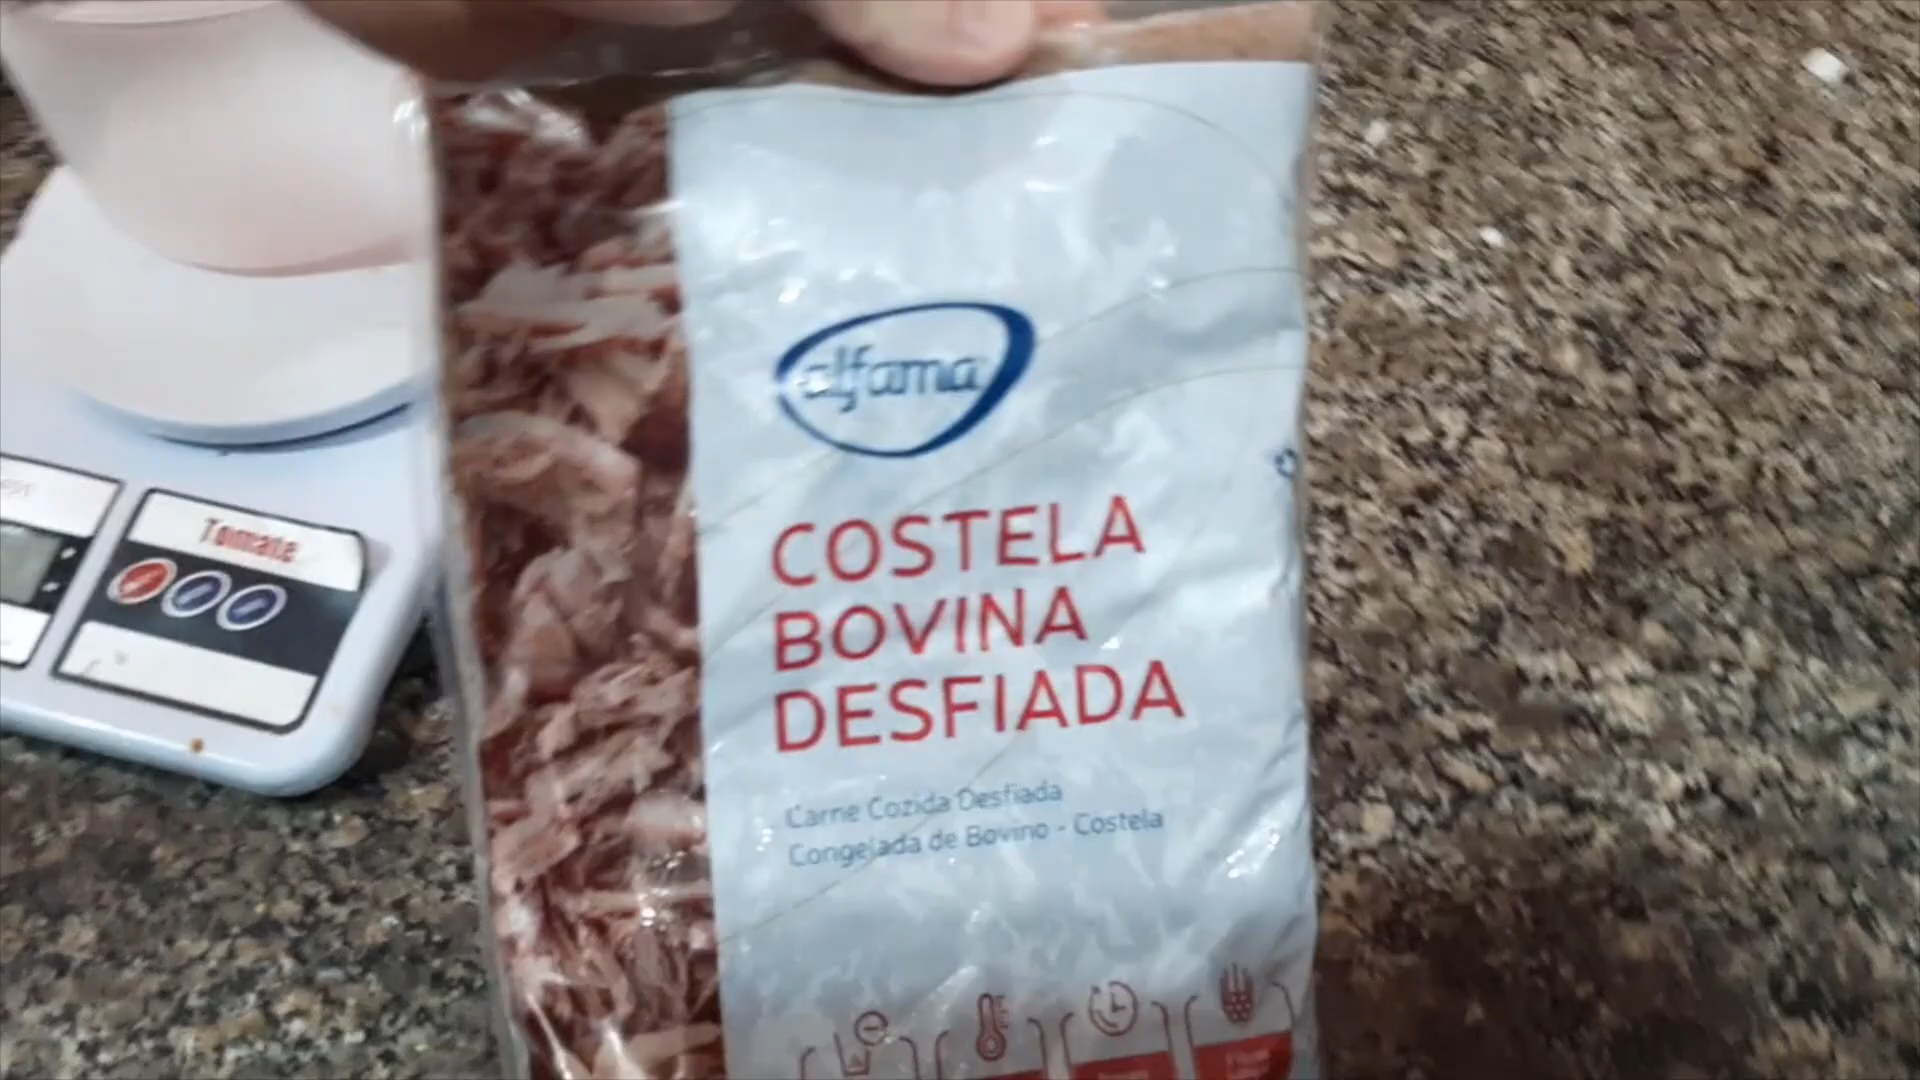 alfama
COSTELA
BOVINA
DESFIADA
Carne Cozida Desfiada
Congelada de Bovino - Costela
Tomate